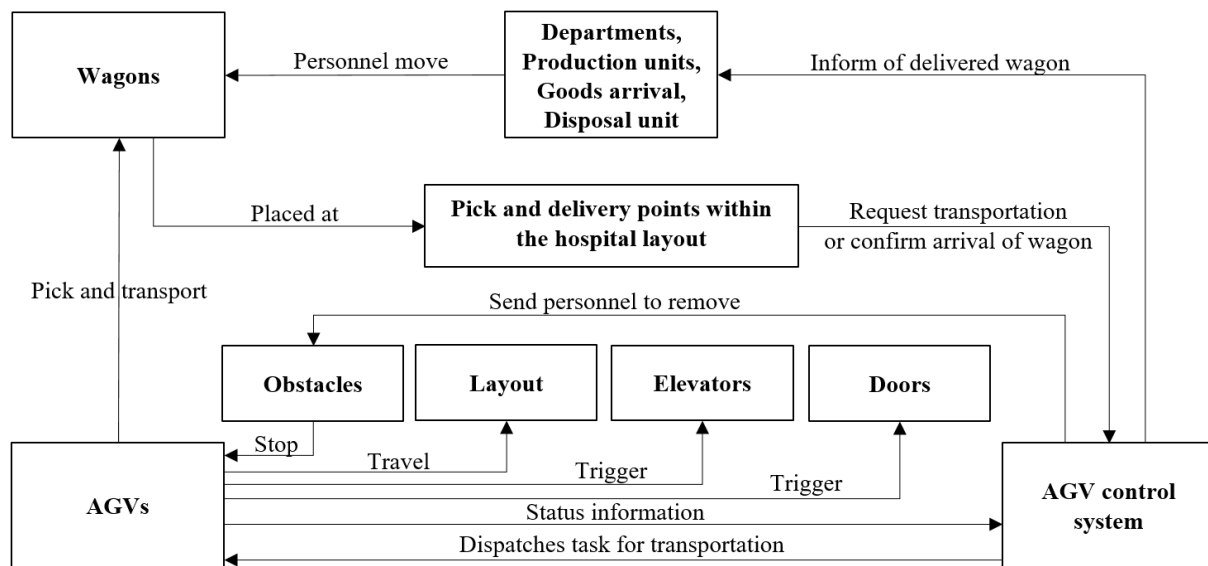 Departments,
Production units,
Goods arrival,
Disposal unit
Wagons
Personnel move
Inform of delivered wagon
Placed at
Pick and delivery points within
the hospital layout
Request transportation
or confirm arrival of wagon
Pick and transport
Send personnel to remove
Obstacles
Layout
Elevators
Doors
Stop
Travel
Trigger
Trigger
AGVs
AGV control
system
Status information
Dispatches task for transportation